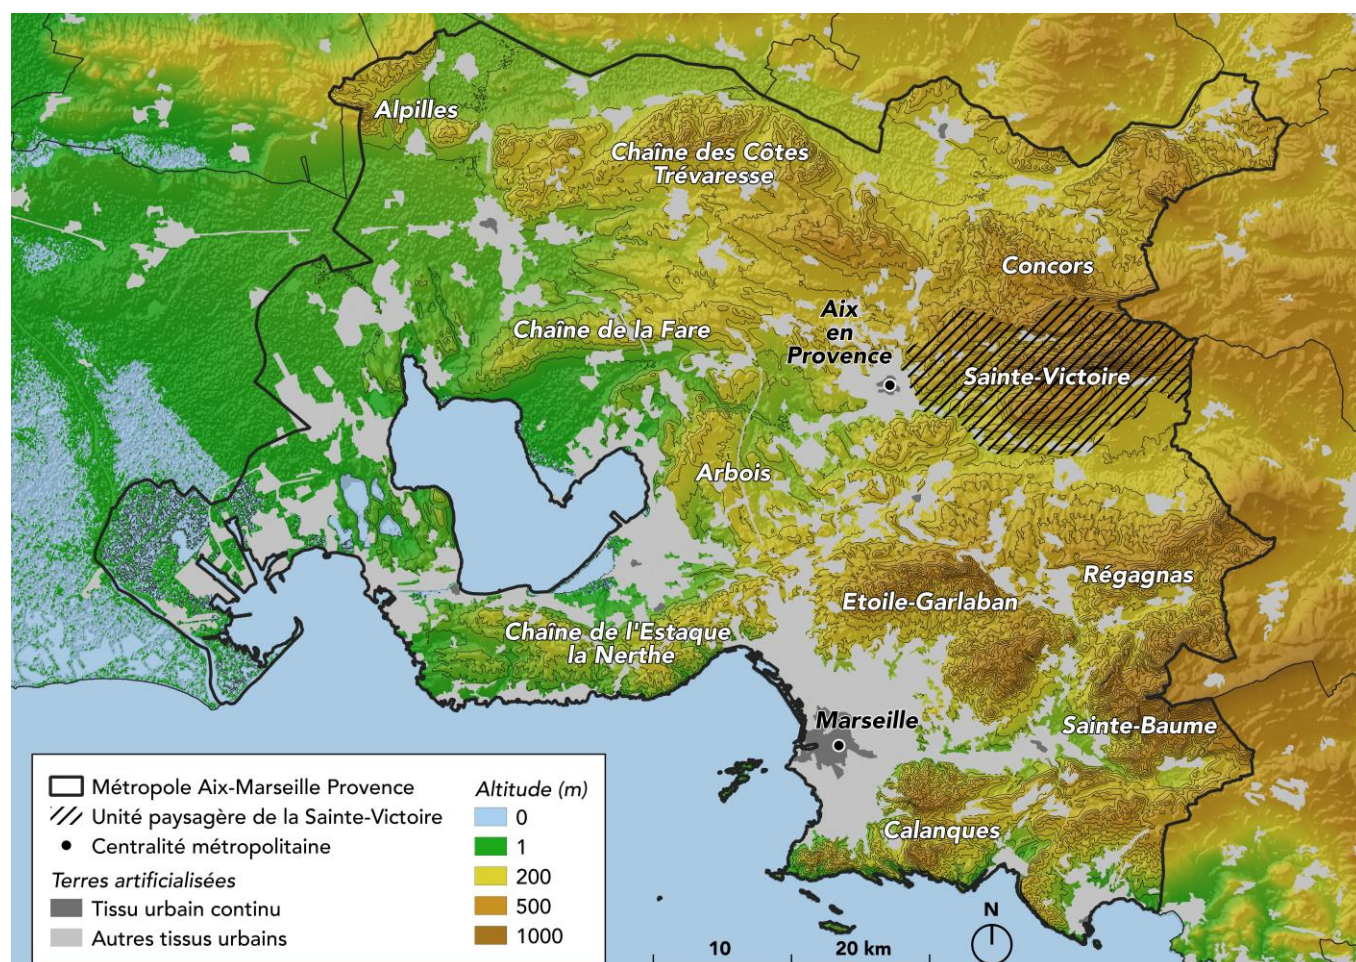 Alpilles
Chaîne des Côtes
Trévaresse
Concors
Aix
en
Provence
Chaîne de la Fare
Sainte-Victoire
Arbois
Régagnas
Etoile-Garlaban
Chaîne de l'Estaque
la Nerthe
Marseille
Sainte-Baume
Calanques
Métropole Aix-Marseille Provence
Unité paysagère de la Sainte-Victoire
Centralité métropolitaine
Terres artificialisées
Tissu urbain continu
Autres tissus urbains
Altitude (m)
0
1
200
500
1000
10
20 km
N